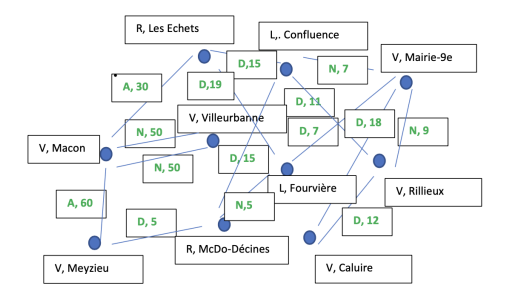 R, Les Echets
L,. Confluence
V, Mairie-9e
D,15
N, 7
A, 30
D,19
D, 11
V, Villeurbanne
D, 18
N, 50
D, 7
N, 9
V, Macon
N, 50
D, 15
L, Fourvière
V, Rillieux
A, 60
N,5
D, 5
D, 12
R, McDo-Décines
V, Meyzieu
V, Caluire